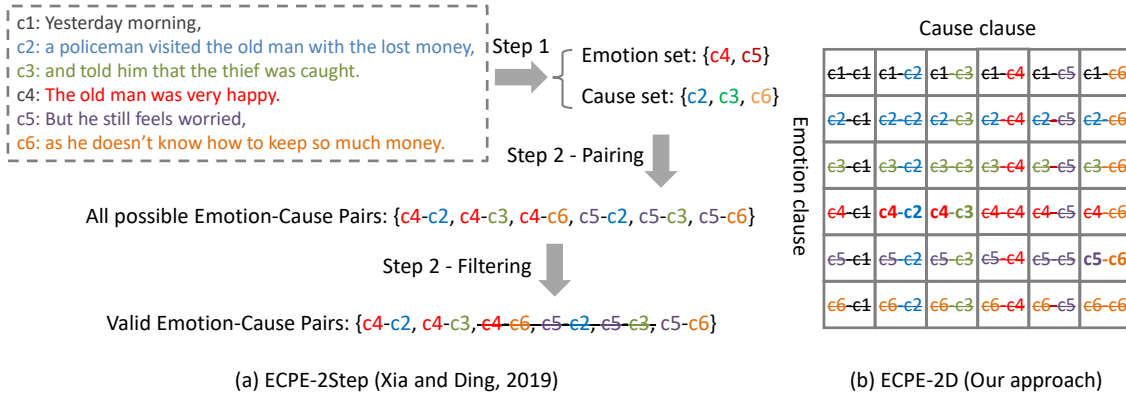 c1: Yesterday morning,
c2: a policeman visited the old man with the lost money,
c3: and told him that the thief was caught.
c4: The old man was very happy.
c5: But he still feels worried,
c6: as he doesn't know how to keep so much money.
Step 1
Emotion set: {c4, c5}
Cause set: {c2, c3, c6}
Step 2 - Pairing
All possible Emotion-Cause Pairs: {c4-c2, c4-c3, c4-c6, c5-c2, c5-c3, c5-c6}
Step 2 - Filtering
Valid Emotion-Cause Pairs: {c4-c2, c4-c3, c4-c6, c5-c2, c5-c3, c5-c6}
(a) ECPE-2Step (Xia and Ding, 2019)
Cause clause
Emotion clause
c1-c1 c1-c2 c1-c3 c1-c4 c1-c5 c1-c6
c2-c1 c2-c2 c2-c3 c2-c4 c2-c5 c2-c6
c3-c1 c3-c2 c3-c3 c3-c4 c3-c5 c3-c6
c4-c1 c4-c2 c4-c3 c4-c4 c4-c5 c4-c6
c5-c1 c5-c2 c5-c3 c5-c4 c5-c5 c5-c6
c6-c1 c6-c2 c6-c3 c6-c4 c6-c5 c6-c6
(b) ECPE-2D (Our approach)